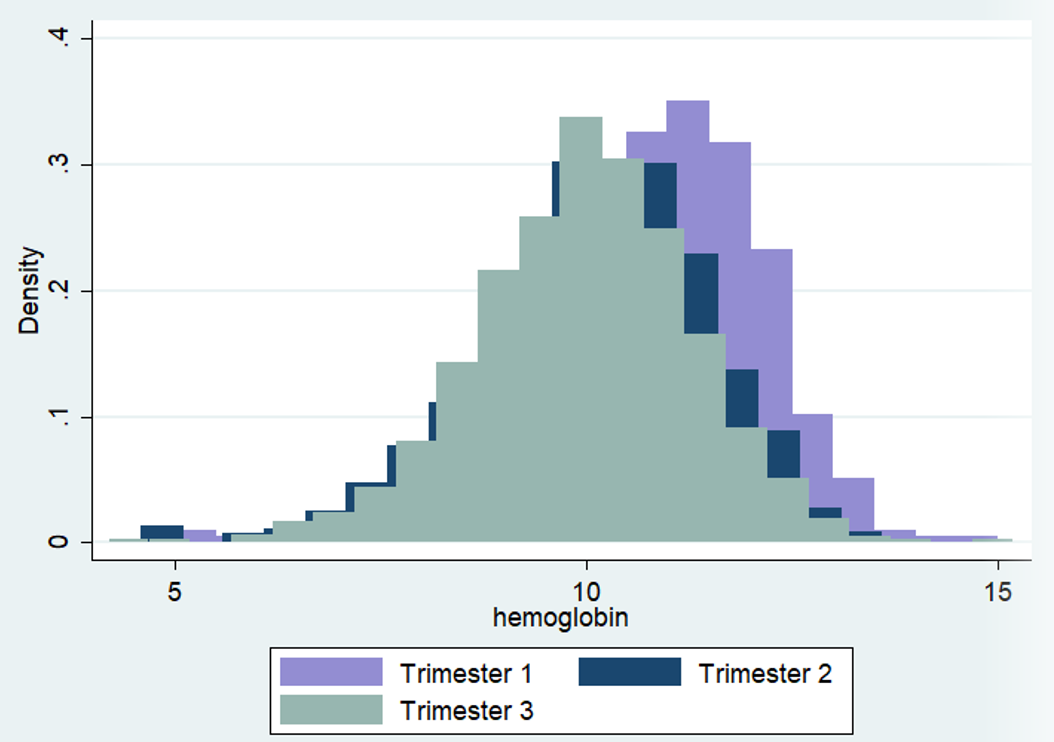 .4
.3
.2
.1
0
Density
5 10 15
hemoglobin
Trimester 1 Trimester 2
Trimester 3